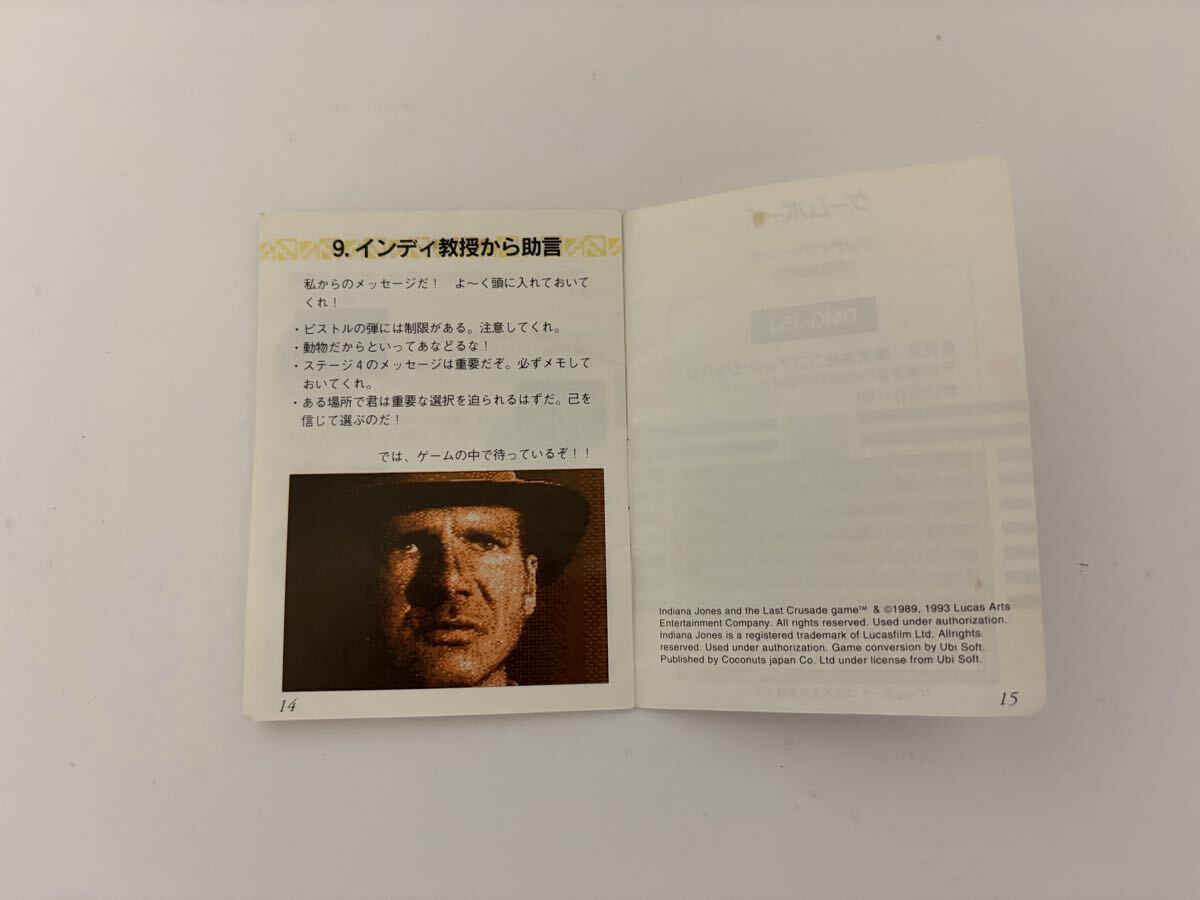 9. インディ教授から助言
私からのメッセージだ！　よ〜く頭に入れておいて
くれ！
・ピストルの弾には制限がある。注意してくれ。
・動物だからといってあなどるな！
・ステージ4のメッセージは重要だぞ。必ずメモして
おいてくれ。
・ある場所で君は重要な選択を迫られるはずだ。己を
信じて選ぶのだ！
では、ゲームの中で待っているぞ！！
14
Indiana Jones and the Last Crusade game™ & ©1989, 1993 Lucas Arts
Entertainment Company. All rights reserved. Used under authorization.
Indiana Jones is a registered trademark of Lucasfilm Ltd. Allrights
reserved. Used under authorization. Game conversion by Ubi Soft.
Published by Coconuts japan Co. Ltd under license from Ubi Soft.
15
ゲームボーイ
DMG-IJSJ